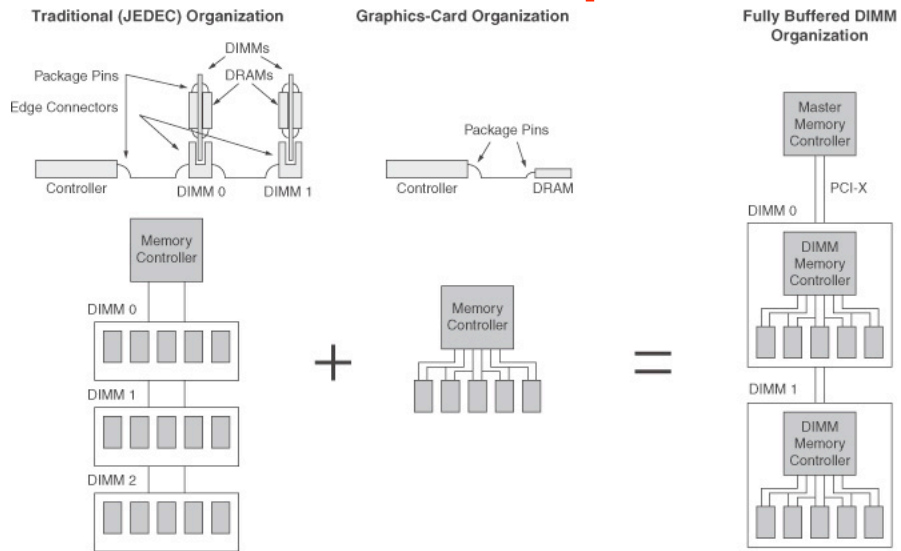 Traditional (JEDEC) Organization
DIMMs
Package Pins
DRAMs
Edge Connectors
Controller
DIMM 0
DIMM 1
Memory
Controller
DIMM 0
DIMM 1
DIMM 2
Graphics-Card Organization
Package Pins
Controller
DRAM
+
Memory
Controller
=
Fully Buffered DIMM
Organization
Master
Memory
Controller
PCI-X
DIMM 0
DIMM
Memory
Controller
DIMM 1
DIMM
Memory
Controller